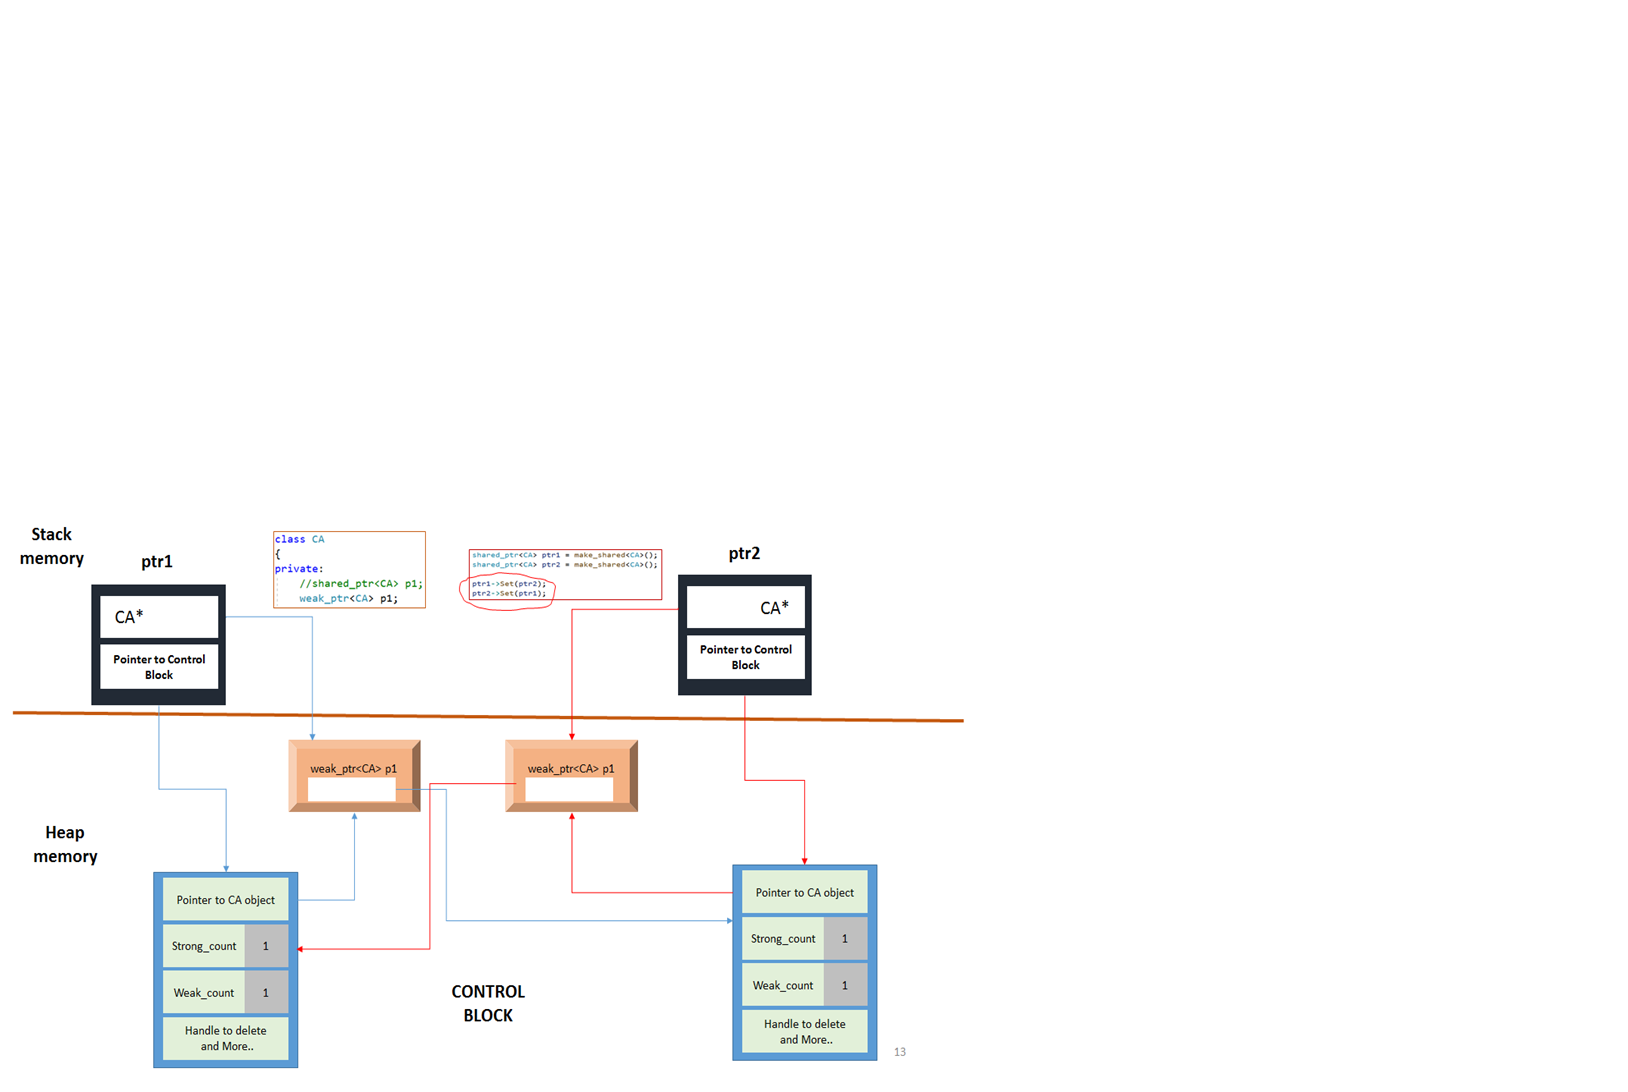 Stack
memory
ptr1
class CA
{
private:
//shared_ptr<CA> p1;
weak_ptr<CA> p1;
shared_ptr<CA> ptr1 = make_shared<CA>();
shared_ptr<CA> ptr2 = make_shared<CA>();
ptr1->Set(ptr2);
ptr2->Set(ptr1);
ptr2
CA*
Pointer to Control
Block
CA*
Pointer to Control
Block
weak_ptr<CA> p1
weak_ptr<CA> p1
Heap
memory
Pointer to CA object
Strong_count 1
Weak_count 1
Handle to delete
and More..
CONTROL
BLOCK
Pointer to CA object
Strong_count 1
Weak_count 1
Handle to delete
and More..
13